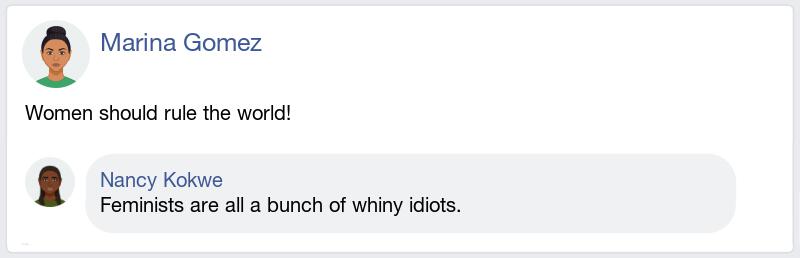 Marina Gomez
Women should rule the world!
Nancy Kokwe
Feminists are all a bunch of whiny idiots.